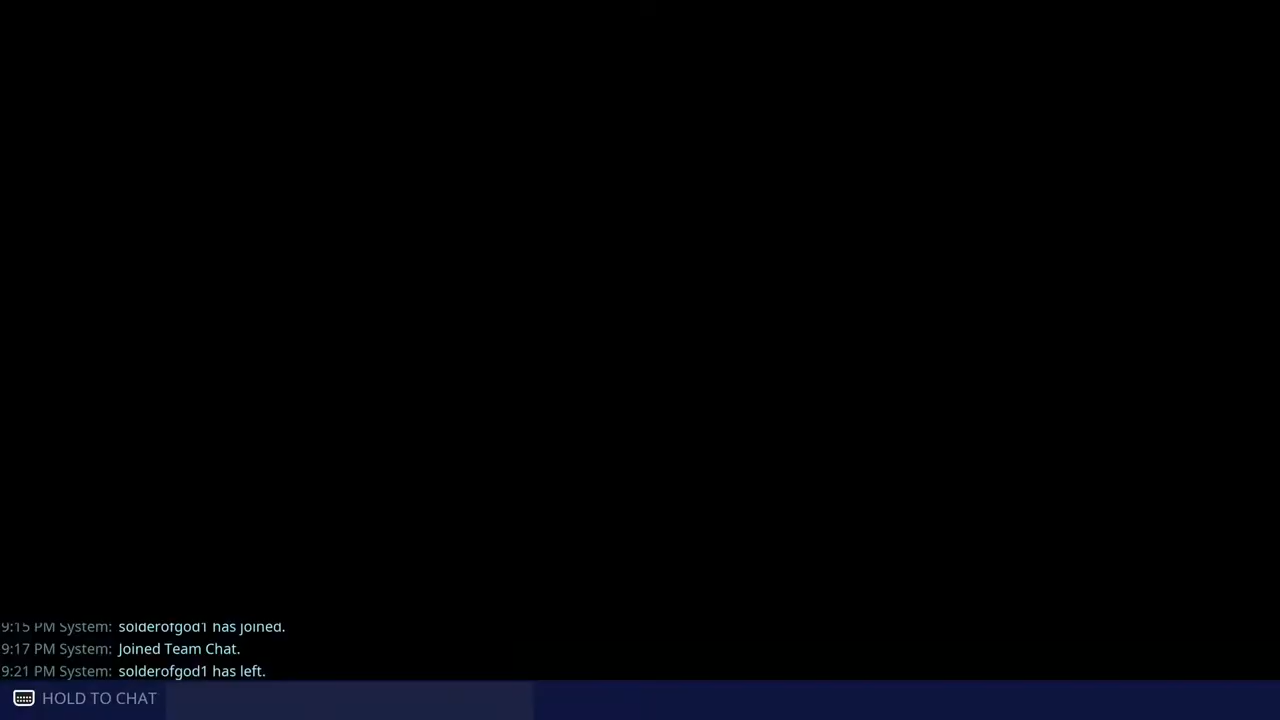 9:15 PM System: solderofgod1 has joined.
9:17 PM System: Joined Team Chat.
9:21 PM System: solderofgod1 has left.
HOLD TO CHAT